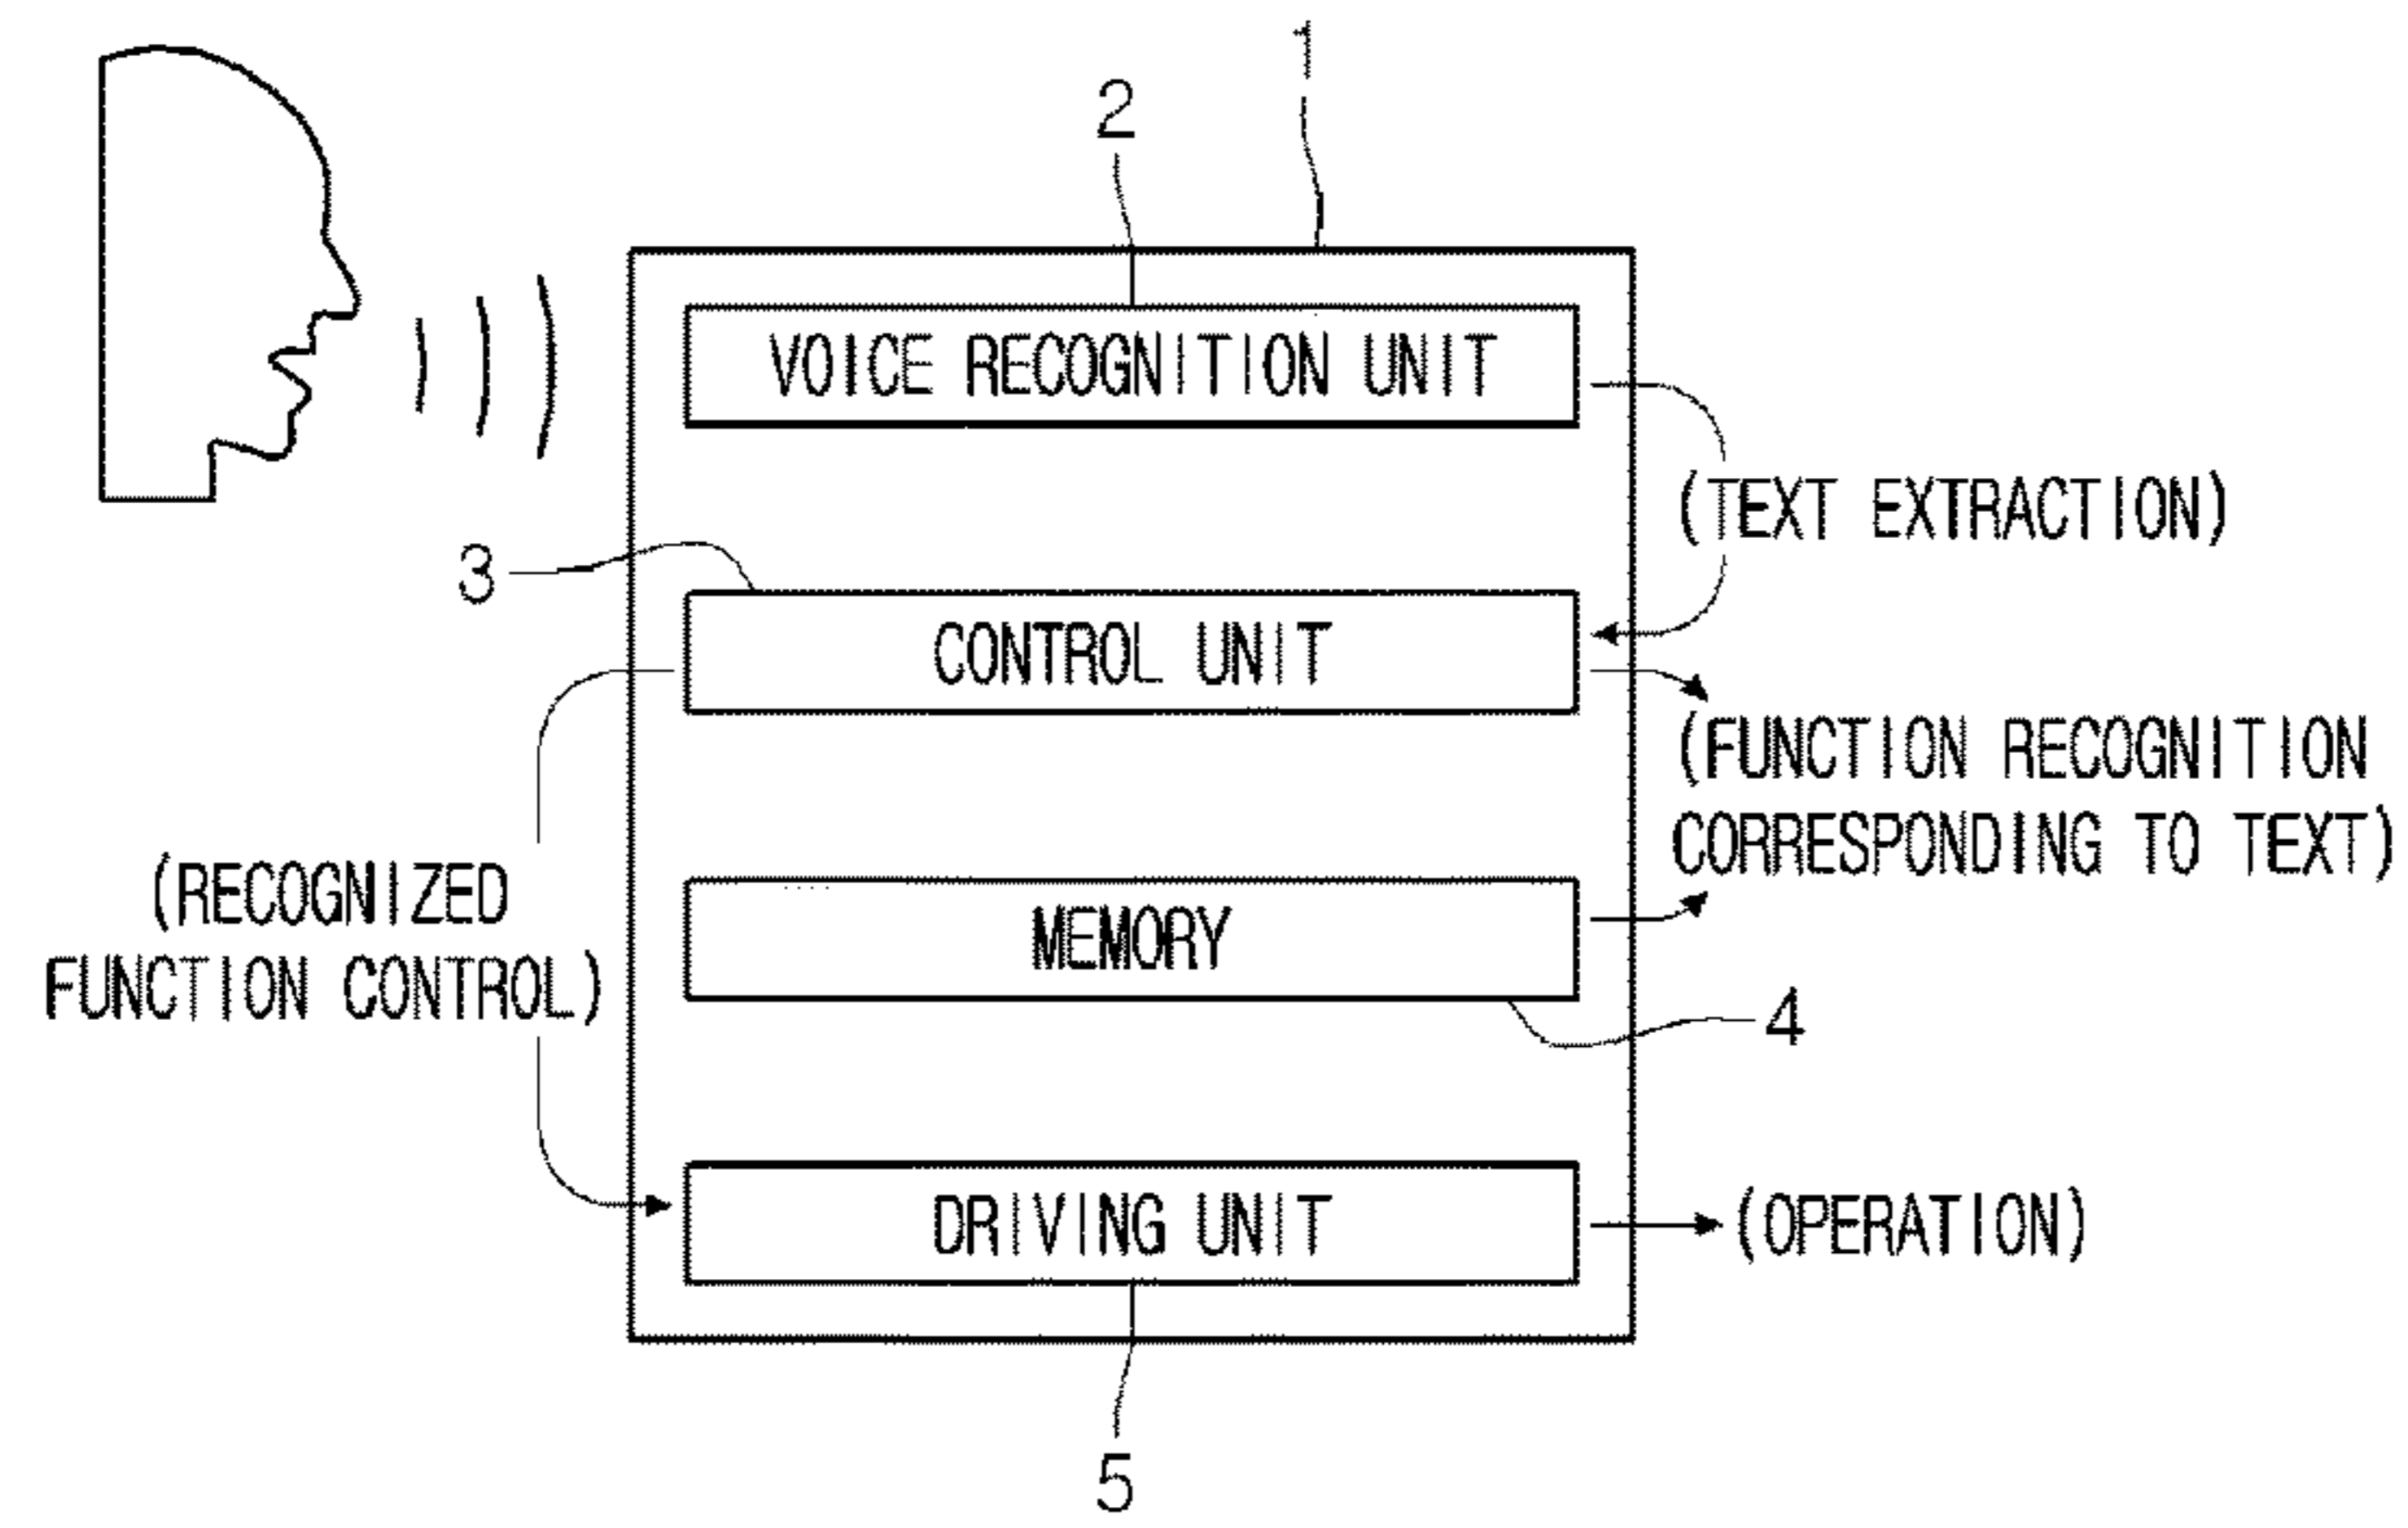 1
2
VOICE RECOGNITION UNIT
(TEXT EXTRACTION)
3
CONTROL UNIT
(FUNCTION RECOGNITION
CORRESPONDING TO TEXT)
(RECOGNIZED
FUNCTION CONTROL)
MEMORY
4
DRIVING UNIT
(OPERATION)
5